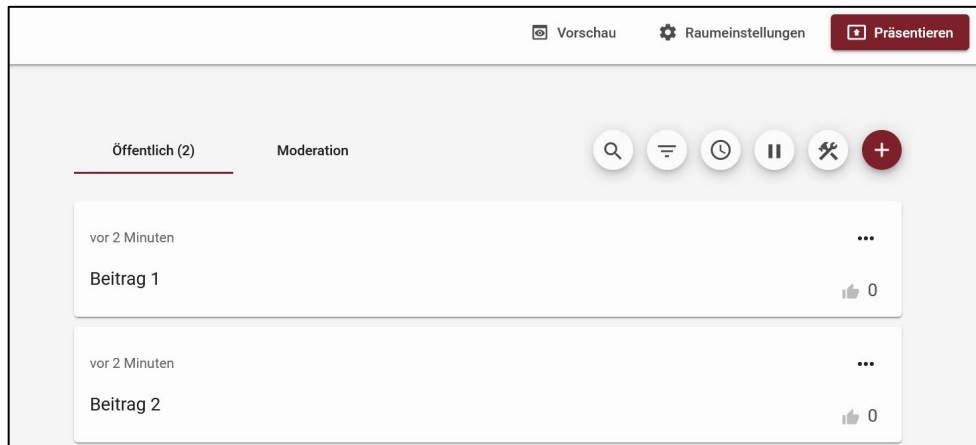 Vorschau Raumeinstellungen Präsentieren
Öffentlich (2) Moderation
vor 2 Minuten
Beitrag 1
0
vor 2 Minuten
Beitrag 2
0